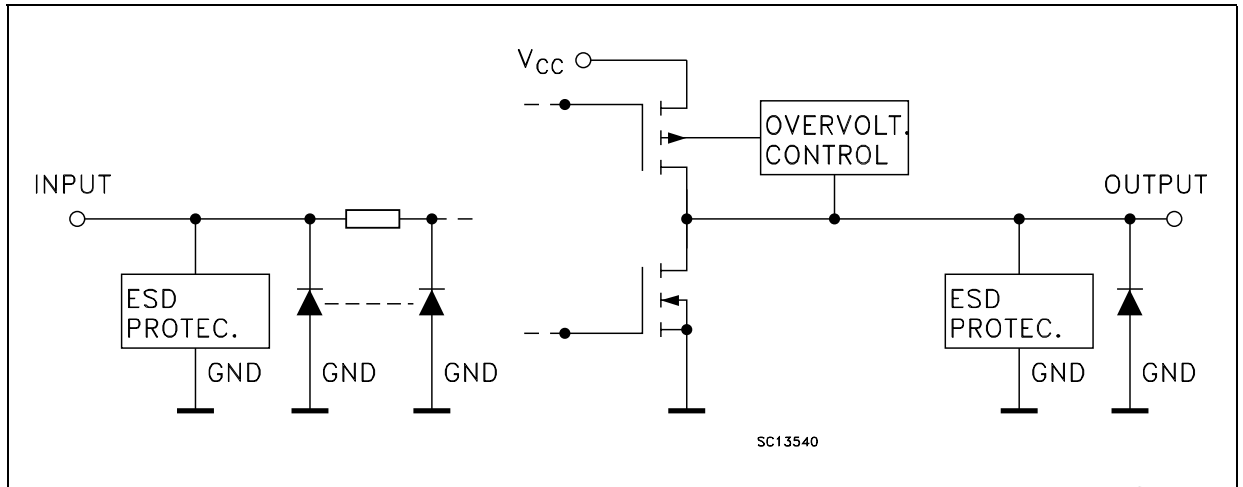 VCC
OVERVOLT.
CONTROL
INPUT
OUTPUT
ESD
PROTEC.
ESD
PROTEC.
GND
GND
GND
GND
GND
SC13540